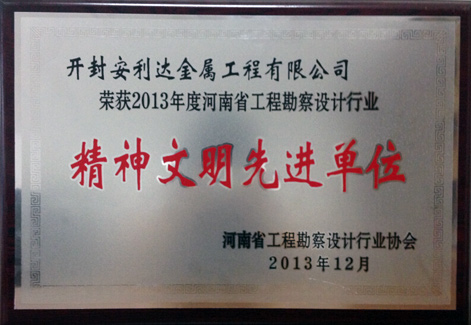 开封安利达金属工程有限公司
荣获2013年度河南省工程勘察设计行业
精神文明先进单位
河南省工程勘察设计行业协会
2013年12月